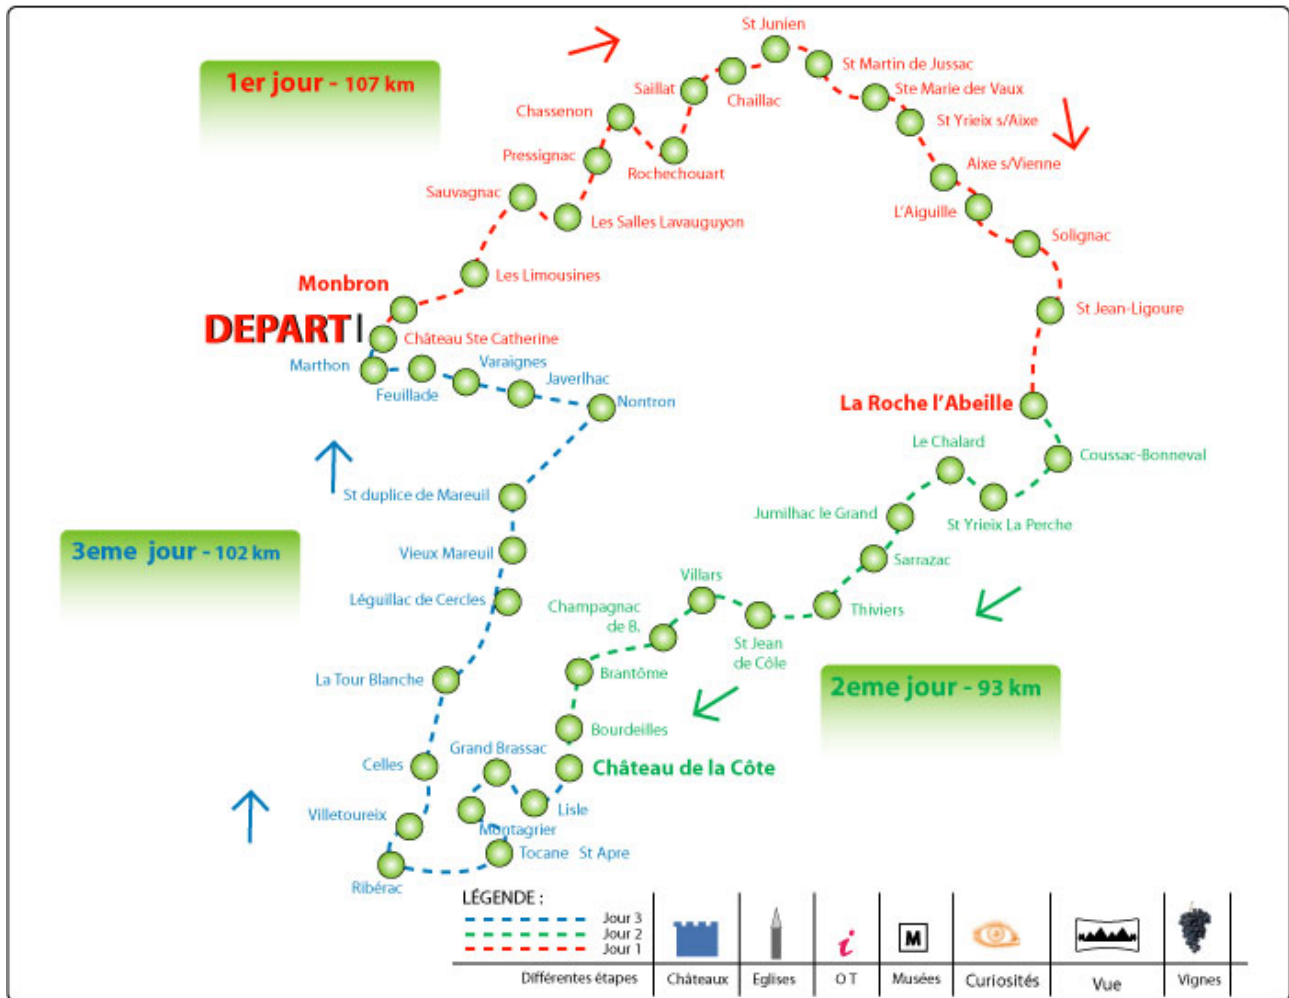 1er jour - 107 km
St Junien
St Martin de Jussac
Saillat
Chaillac
Ste Marie der Vaux
Chassenon
St Yrieix s/Aixe
Pressignac
Rochechouart
Aixe s/Vienne
Sauvagnac
L'Aiguille
Les Salles Lavauguyon
Solignac
Les Limousines
Monbron
St Jean-Ligoure
DEPART
Château Ste Catherine
Marthon
Varaignes
Javerlhac
Feuillade
Nontron
La Roche l'Abeille
Le Chalard
Coussac-Bonneval
St duplice de Mareuil
Jumilhac le Grand
St Yrieix La Perche
3eme jour - 102 km
Vieux Mareuil
Sarrazac
Villars
Léguillac de Cercles
Champagnac
de B.
Thiviers
St Jean
de Côle
La Tour Blanche
Brantôme
2eme jour - 93 km
Bourdeilles
Grand Brassac
Celles
Château de la Côte
Villetoureix
Lisle
Montagrier
Tocane St Apre
Ribérac
LÉGENDE :
Jour 3
Jour 2
Jour 1
M
Différentes étapes
Châteaux
Eglises
O T
Musées
Curiosités
Vue
Vignes